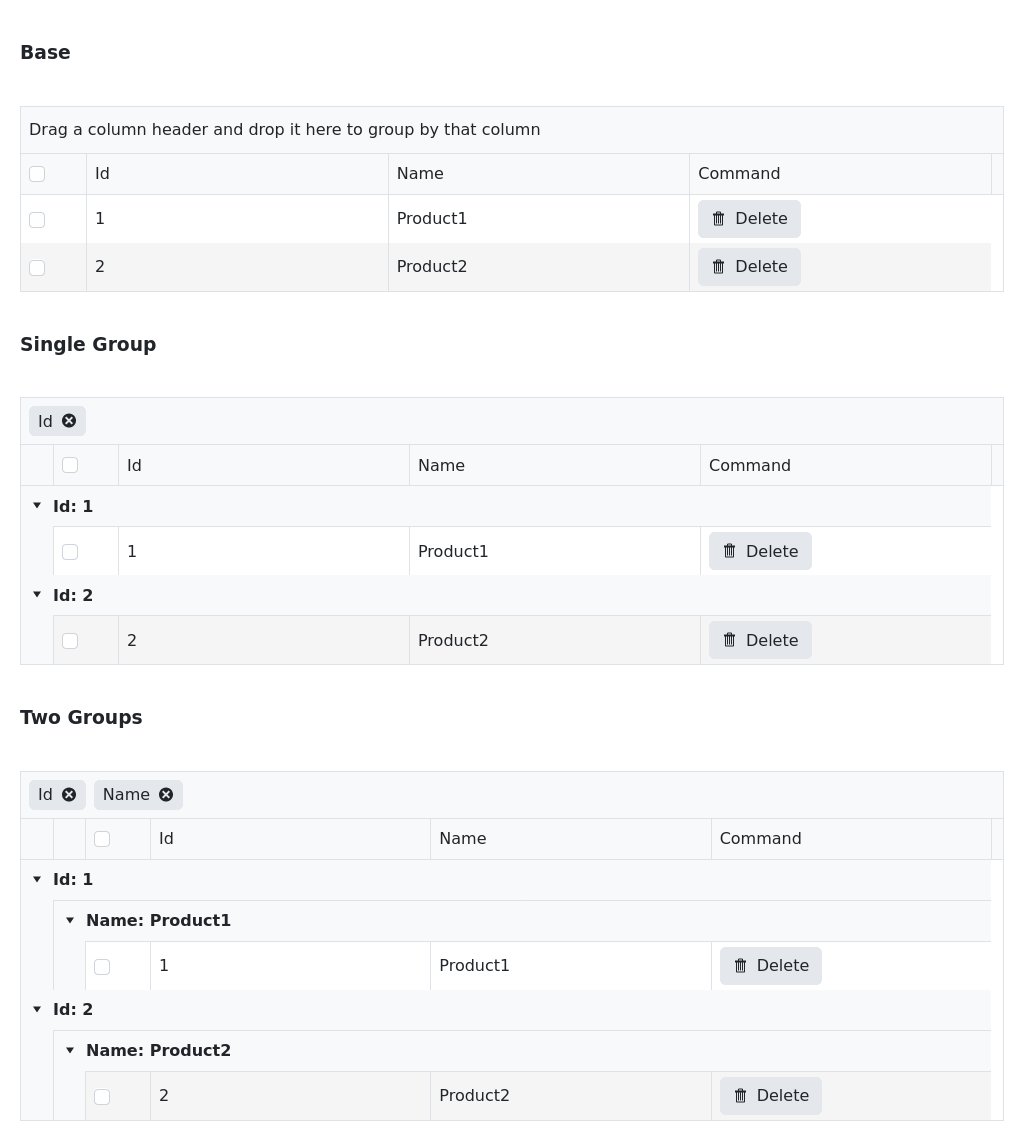 Base
Drag a column header and drop it here to group by that column
Id Name Command
1 Product1 Delete
2 Product2 Delete
Single Group
Id
Id Name Command
Id: 1
1 Product1 Delete
Id: 2
2 Product2 Delete
Two Groups
Id Name
Id Name Command
Id: 1
Name: Product1
1 Product1 Delete
Id: 2
Name: Product2
2 Product2 Delete